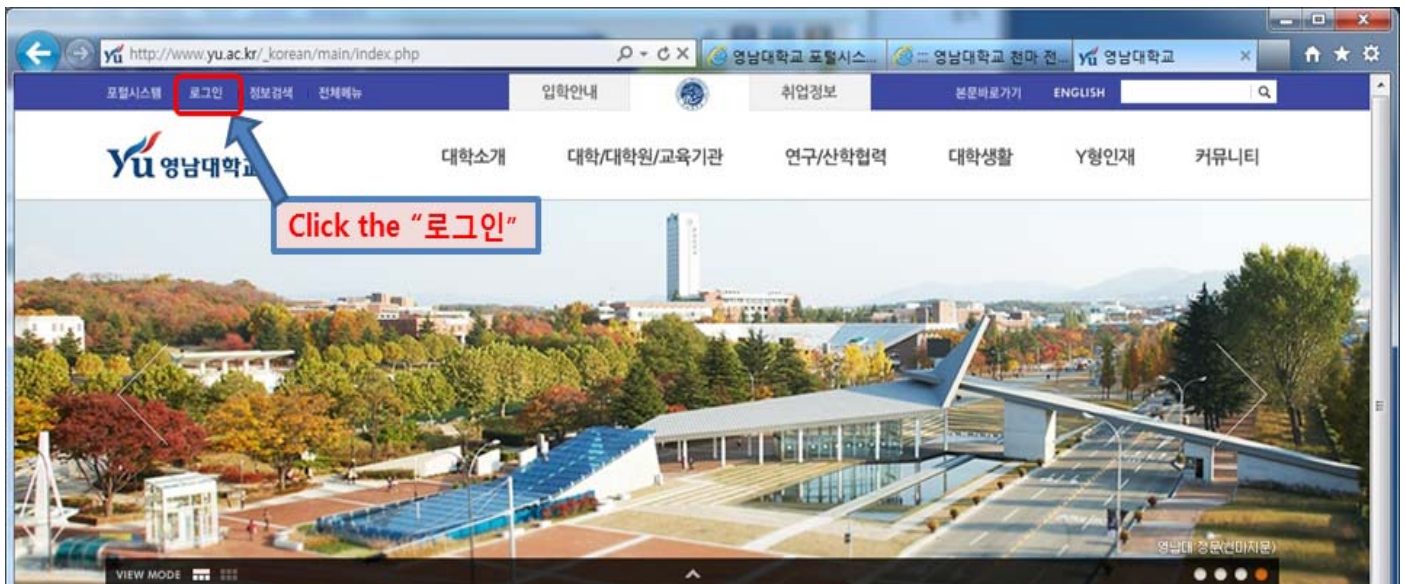 http://www.yu.ac.kr/_korean/main/index.php
영남대학교 포털시스...
::: 영남대학교 천마 전...
yu 영남대학교
포털시스템 로그인 정보검색 전체메뉴 입학안내 취업정보 본문바로가기 ENGLISH
yu 영남대학교 대학소개 대학/대학원/교육기관 연구/산학협력 대학생활 Y형인재 커뮤니티
Click the “로그인”
영남대 정문(천마지문)
VIEW MODE